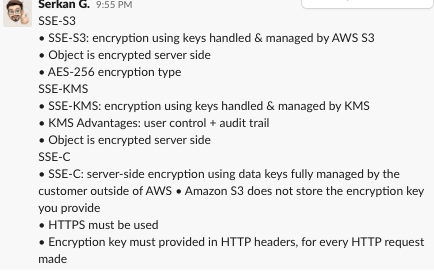 Serkan G. 9:55 PM
SSE-S3
• SSE-S3: encryption using keys handled & managed by AWS S3
• Object is encrypted server side
• AES-256 encryption type
SSE-KMS
• SSE-KMS: encryption using keys handled & managed by KMS
• KMS Advantages: user control + audit trail
• Object is encrypted server side
SSE-C
• SSE-C: server-side encryption using data keys fully managed by the
customer outside of AWS • Amazon S3 does not store the encryption key
you provide
• HTTPS must be used
• Encryption key must provided in HTTP headers, for every HTTP request
made